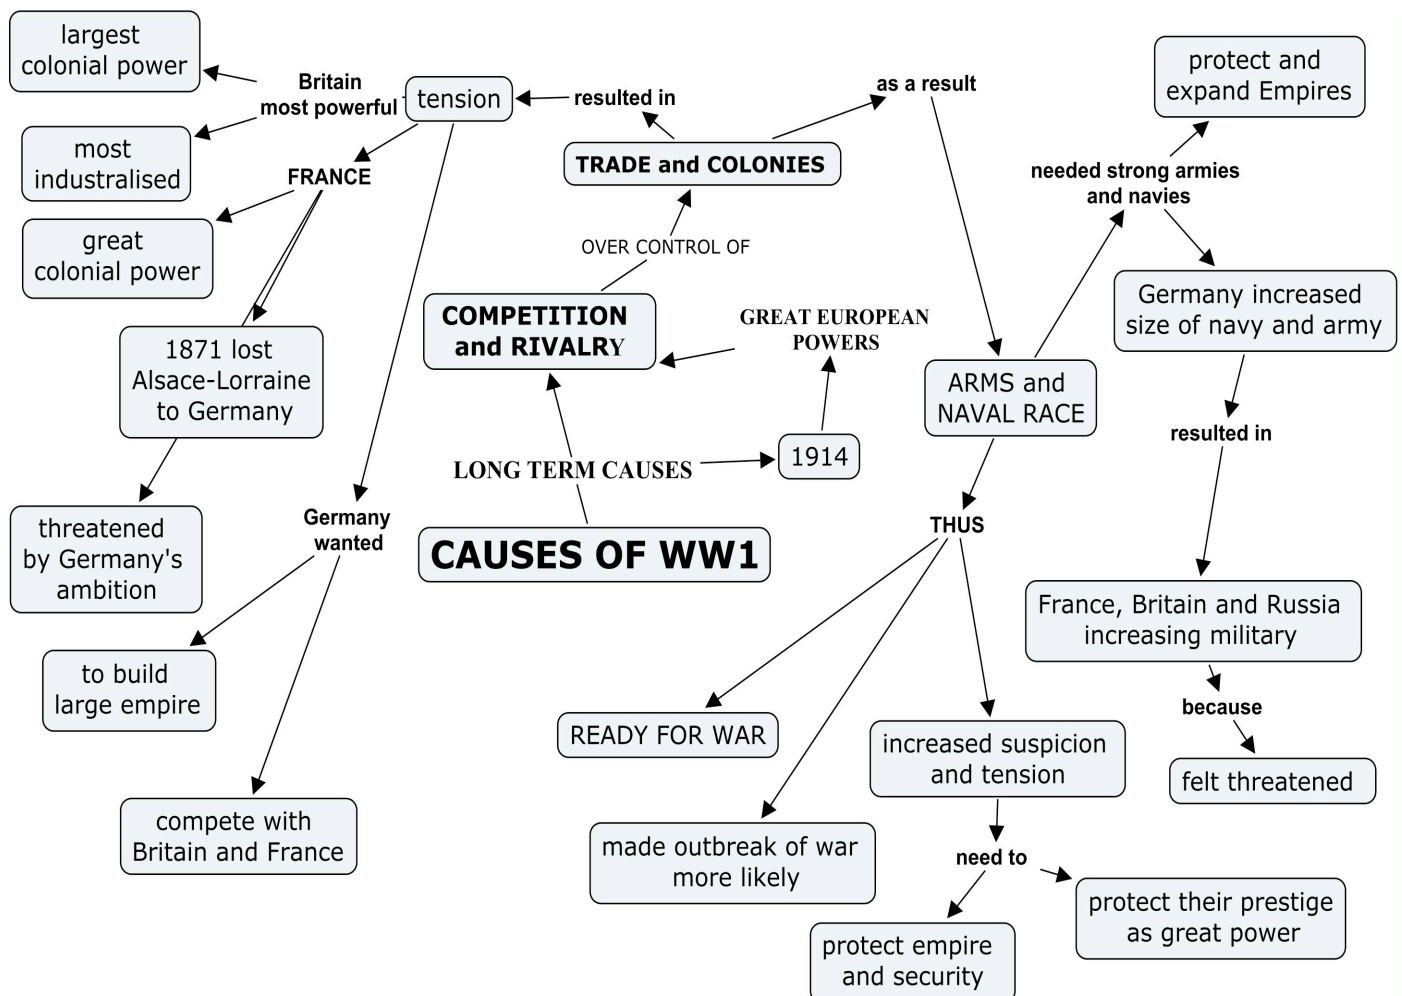 largest
colonial power
Britain
most powerful
tension
resulted in
as a result
protect and
expand Empires
most
industralised
FRANCE
TRADE and COLONIES
needed strong armies
and navies
great
colonial power
OVER CONTROL OF
COMPETITION
and RIVALRY
GREAT EUROPEAN
POWERS
Germany increased
size of navy and army
1871 lost
Alsace-Lorraine
to Germany
ARMS and
NAVAL RACE
resulted in
LONG TERM CAUSES
1914
threatened
by Germany's
ambition
Germany
wanted
CAUSES OF WW1
THUS
France, Britain and Russia
increasing military
to build
large empire
READY FOR WAR
increased suspicion
and tension
because
felt threatened
compete with
Britain and France
made outbreak of war
more likely
need to
protect their prestige
as great power
protect empire
and security